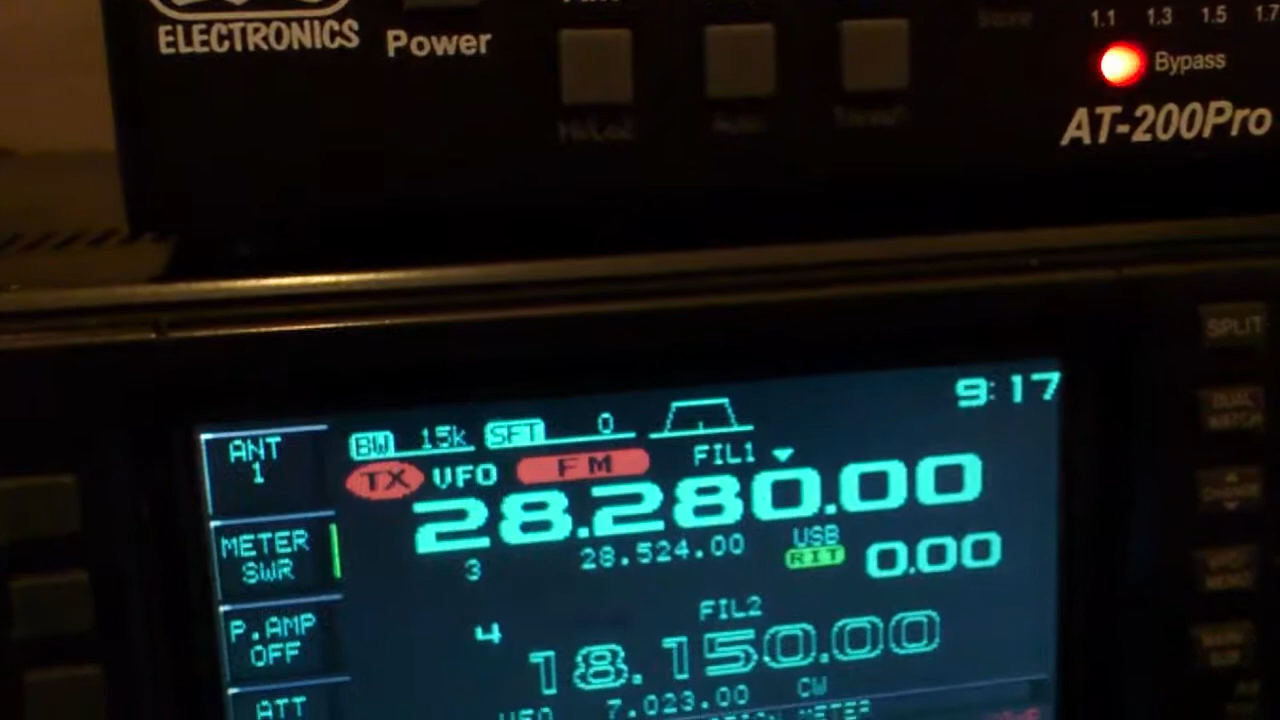 ELECTRONICS
Power
1.1 1.3 1.5 1.7
Bypass
AT-200Pro
SPLIT
9:17
ANT
1
BW 15k SFT 0
TX VFO FM FIL1
28.280.00
METER
SWR
3 28.524.00 USB
RIT 0.00
P.AMP
OFF
FIL2
4 18.150.00
ATT
VFO 7.023.00 CW
METER